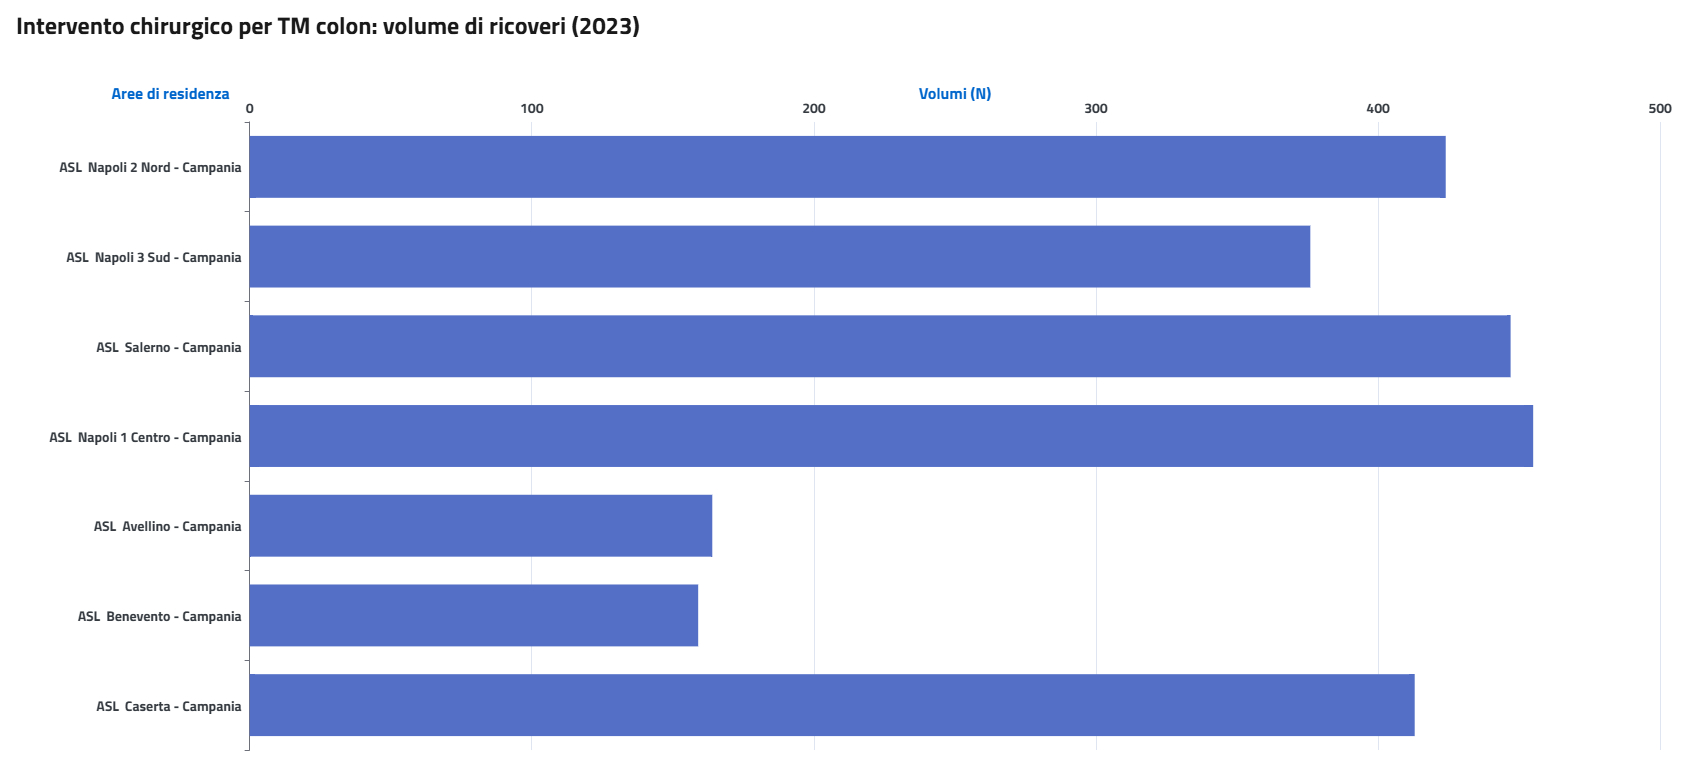 Intervento chirurgico per TM colon: volume di ricoveri (2023)
Aree di residenza
Volumi (N)
0 100 200 300 400 500
ASL Napoli 2 Nord - Campania
ASL Napoli 3 Sud - Campania
ASL Salerno - Campania
ASL Napoli 1 Centro - Campania
ASL Avellino - Campania
ASL Benevento - Campania
ASL Caserta - Campania